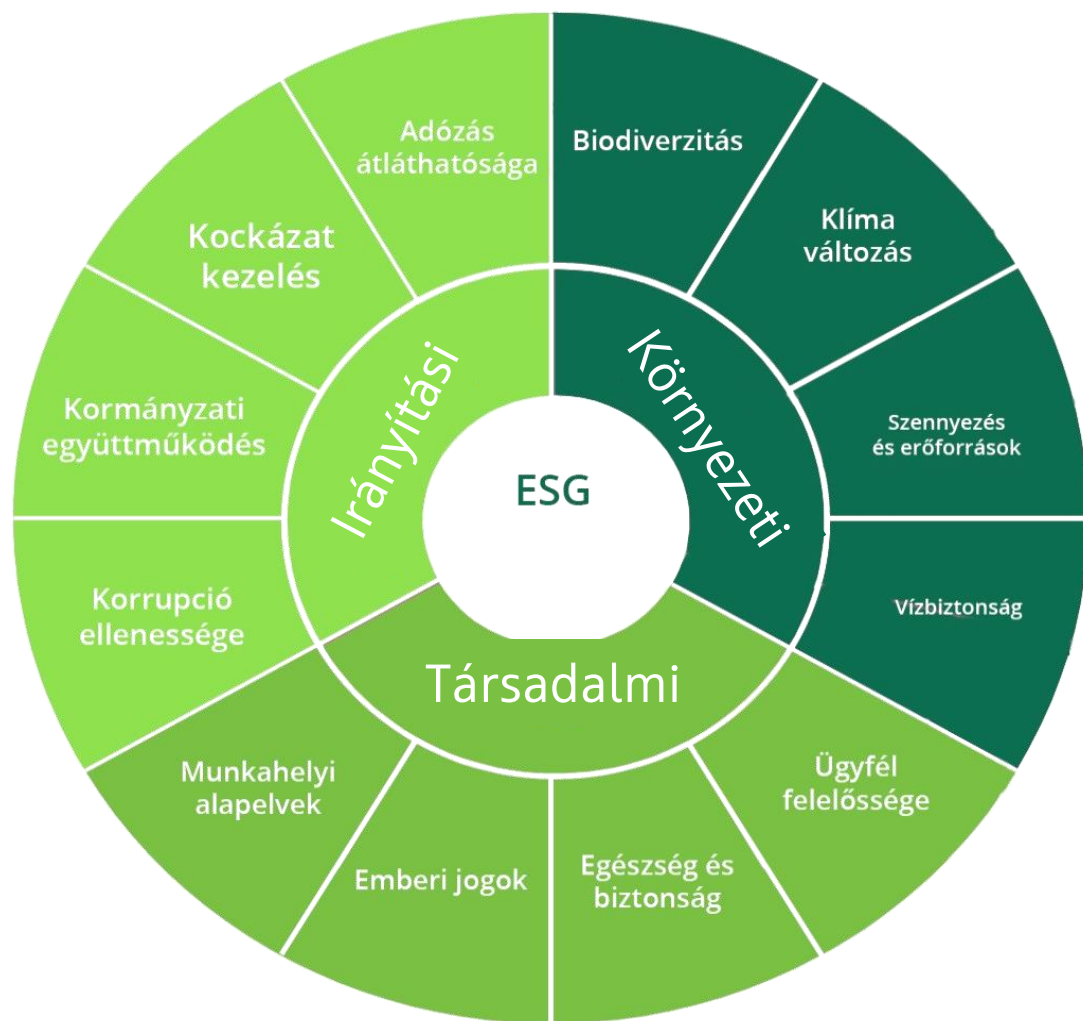 ESG
Környezeti
Biodiverzitás
Klíma
változás
Szennyezés
és erőforrások
Vízbiztonság
Társadalmi
Ügyfél
felelőssége
Egészség és
biztonság
Emberi jogok
Munkahelyi
alapelvek
Irányítási
Korrupció
ellenessége
Kormányzati
együttműködés
Kockázat
kezelés
Adózás
átláthatósága